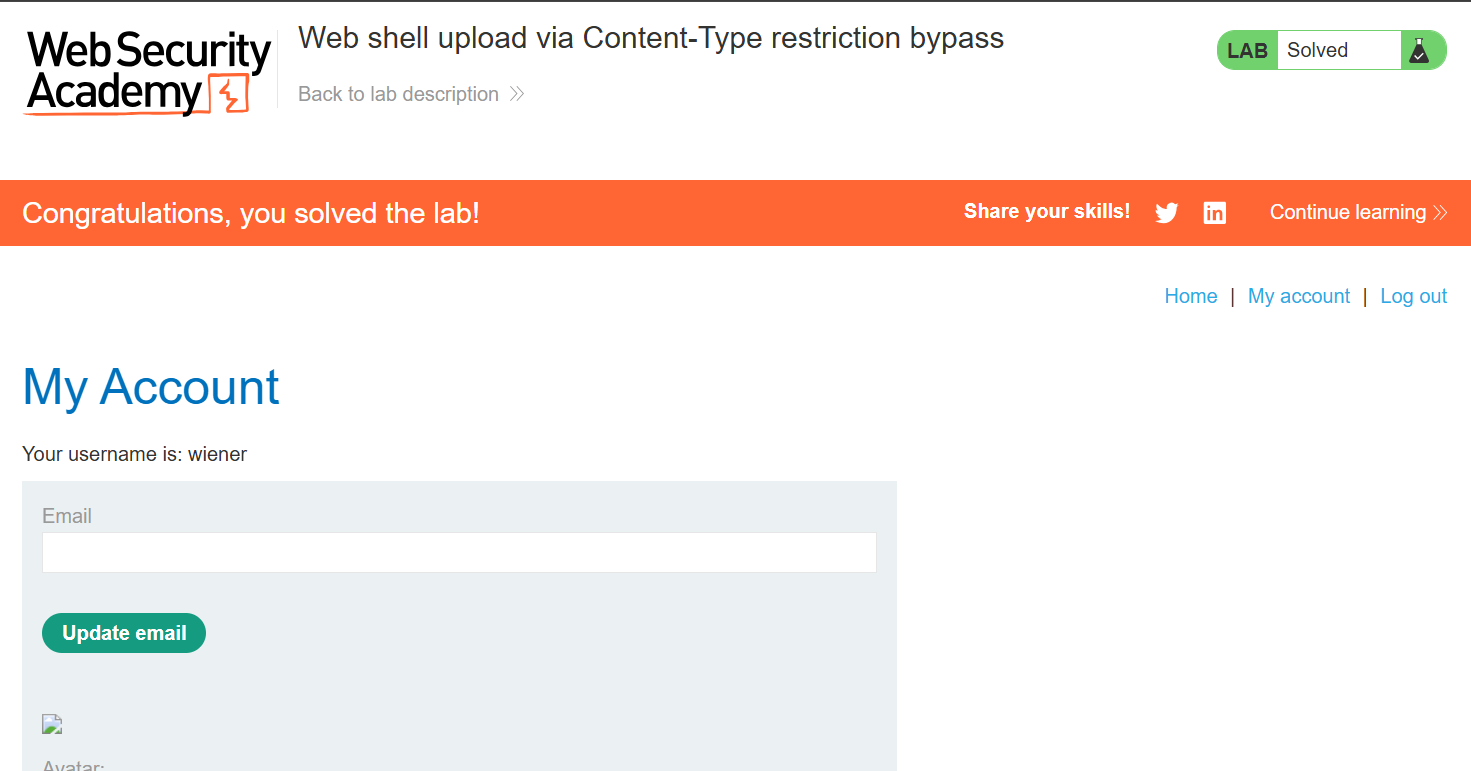 Web Security
Academy
Web shell upload via Content-Type restriction bypass
Back to lab description
LAB Solved
Congratulations, you solved the lab!
Share your skills!
Continue learning
Home | My account | Log out
My Account
Your username is: wiener
Email
Update email
Avatar: